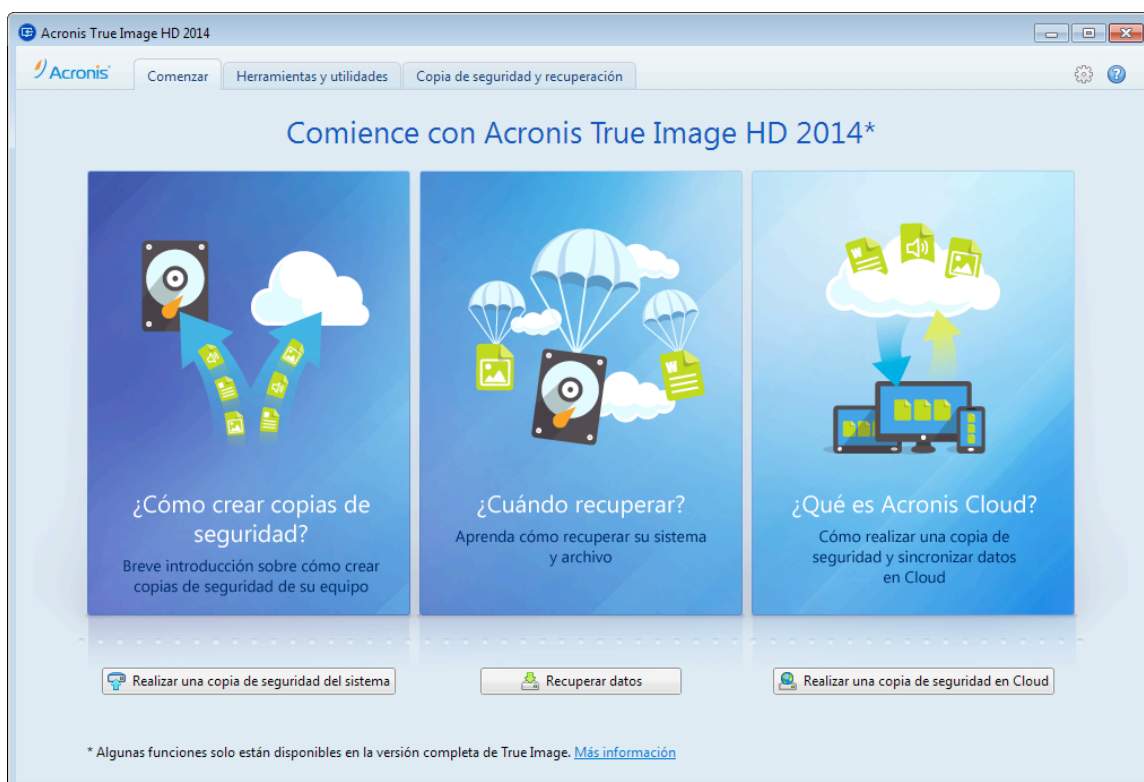 Acronis True Image HD 2014
Acronis
Comenzar
Herramientas y utilidades
Copia de seguridad y recuperación
Comience con Acronis True Image HD 2014*
¿Cómo crear copias de
seguridad?
Breve introducción sobre cómo crear
copias de seguridad de su equipo
¿Cuándo recuperar?
Aprenda cómo recuperar su sistema
y archivo
¿Qué es Acronis Cloud?
Cómo realizar una copia de
seguridad y sincronizar datos
en Cloud
Realizar una copia de seguridad del sistema
Recuperar datos
Realizar una copia de seguridad en Cloud
* Algunas funciones solo están disponibles en la versión completa de True Image. Más información